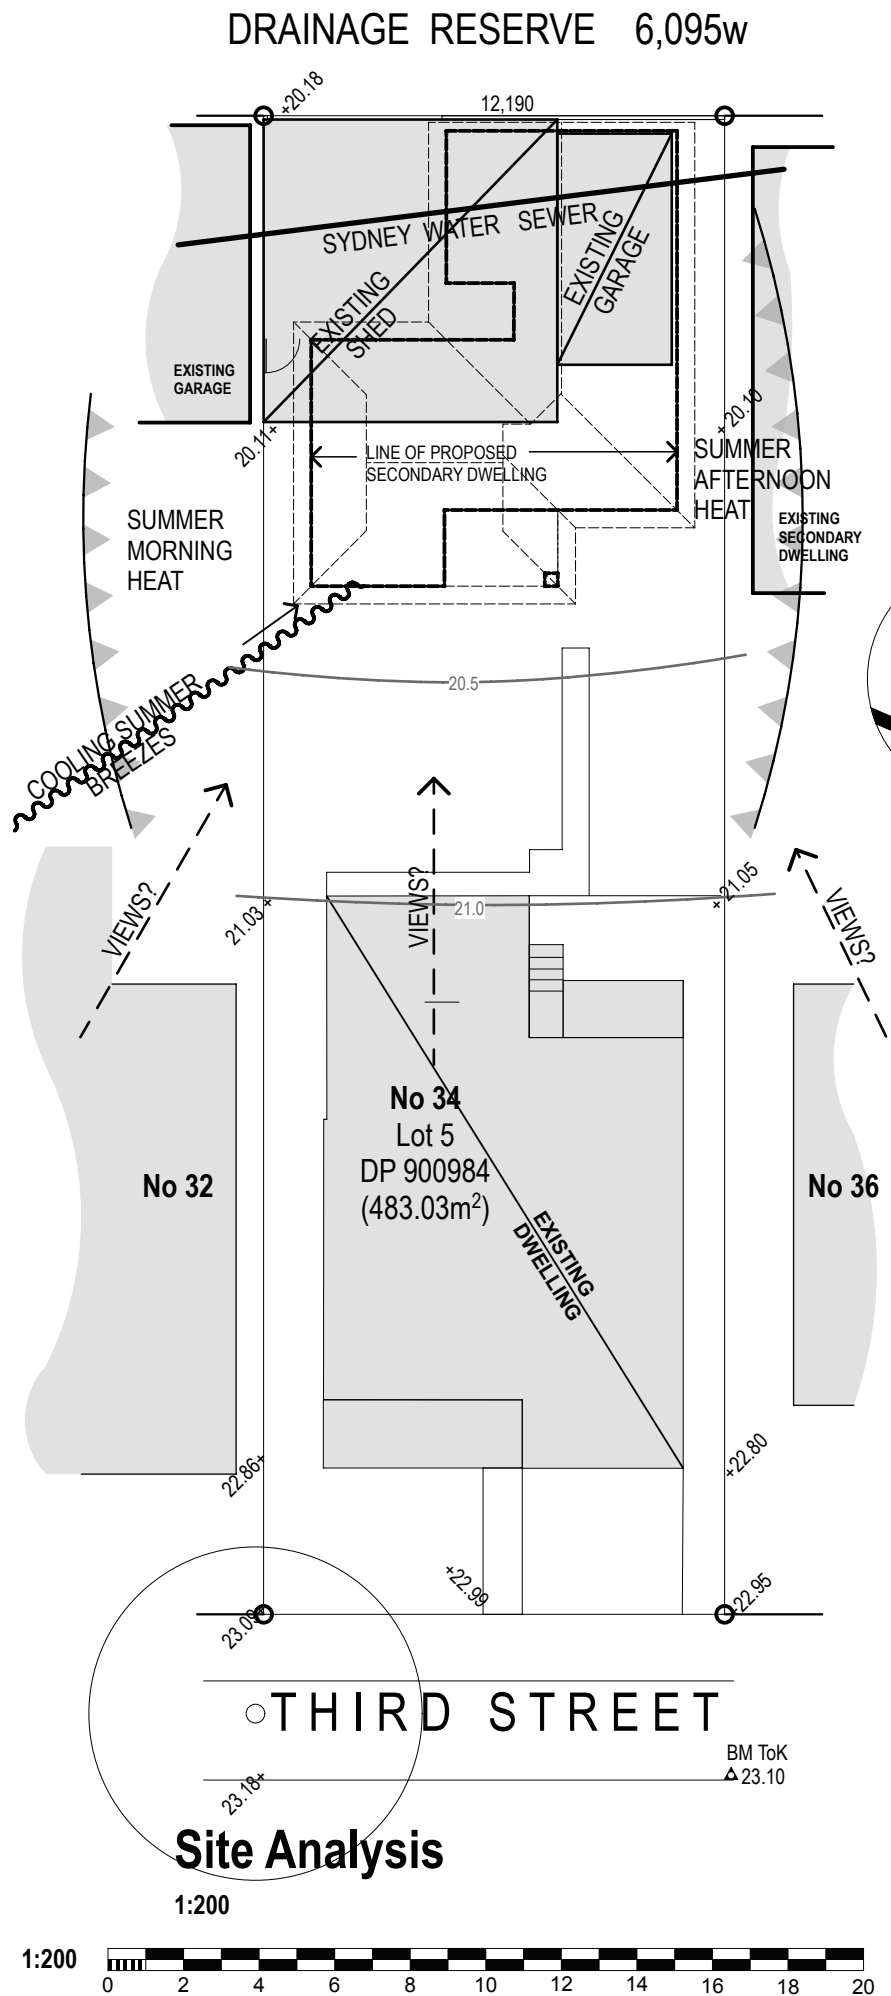 DRAINAGE RESERVE 6,095w
+20.18
12,190
SYDNEY WATER SEWER
EXISTING
SHED
EXISTING
GARAGE
EXISTING
GARAGE
20.11+
+20.10
LINE OF PROPOSED
SECONDARY DWELLING
SUMMER
AFTERNOON
HEAT
SUMMER
MORNING
HEAT
EXISTING
SECONDARY
DWELLING
20.5
COOLING SUMMER
BREEZES
VIEWS?
VIEWS?
VIEWS?
21.03+
21.0
+21.05
No 34
Lot 5
DP 900984
(483.03m²)
No 32
No 36
EXISTING
DWELLING
22.86+
+22.80
+22.99
23.09+
+22.95
THIRD STREET
BM ToK
23.10
23.18+
Site Analysis
1:200
1:200
0 2 4 6 8 10 12 14 16 18 20